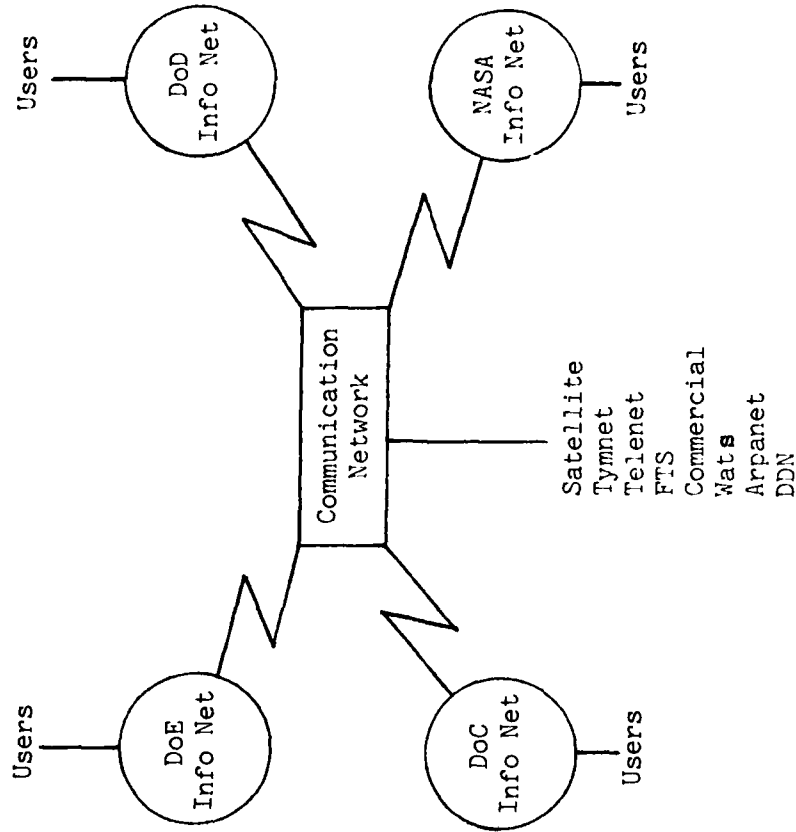 Users
DoE
Info Net
Users
DoD
Info Net
Communication
Network
DoC
Info Net
Users
NASA
Info Net
Users
Satellite
Tymnet
Telenet
FTS
Commercial
Wats
Arpanet
DDN